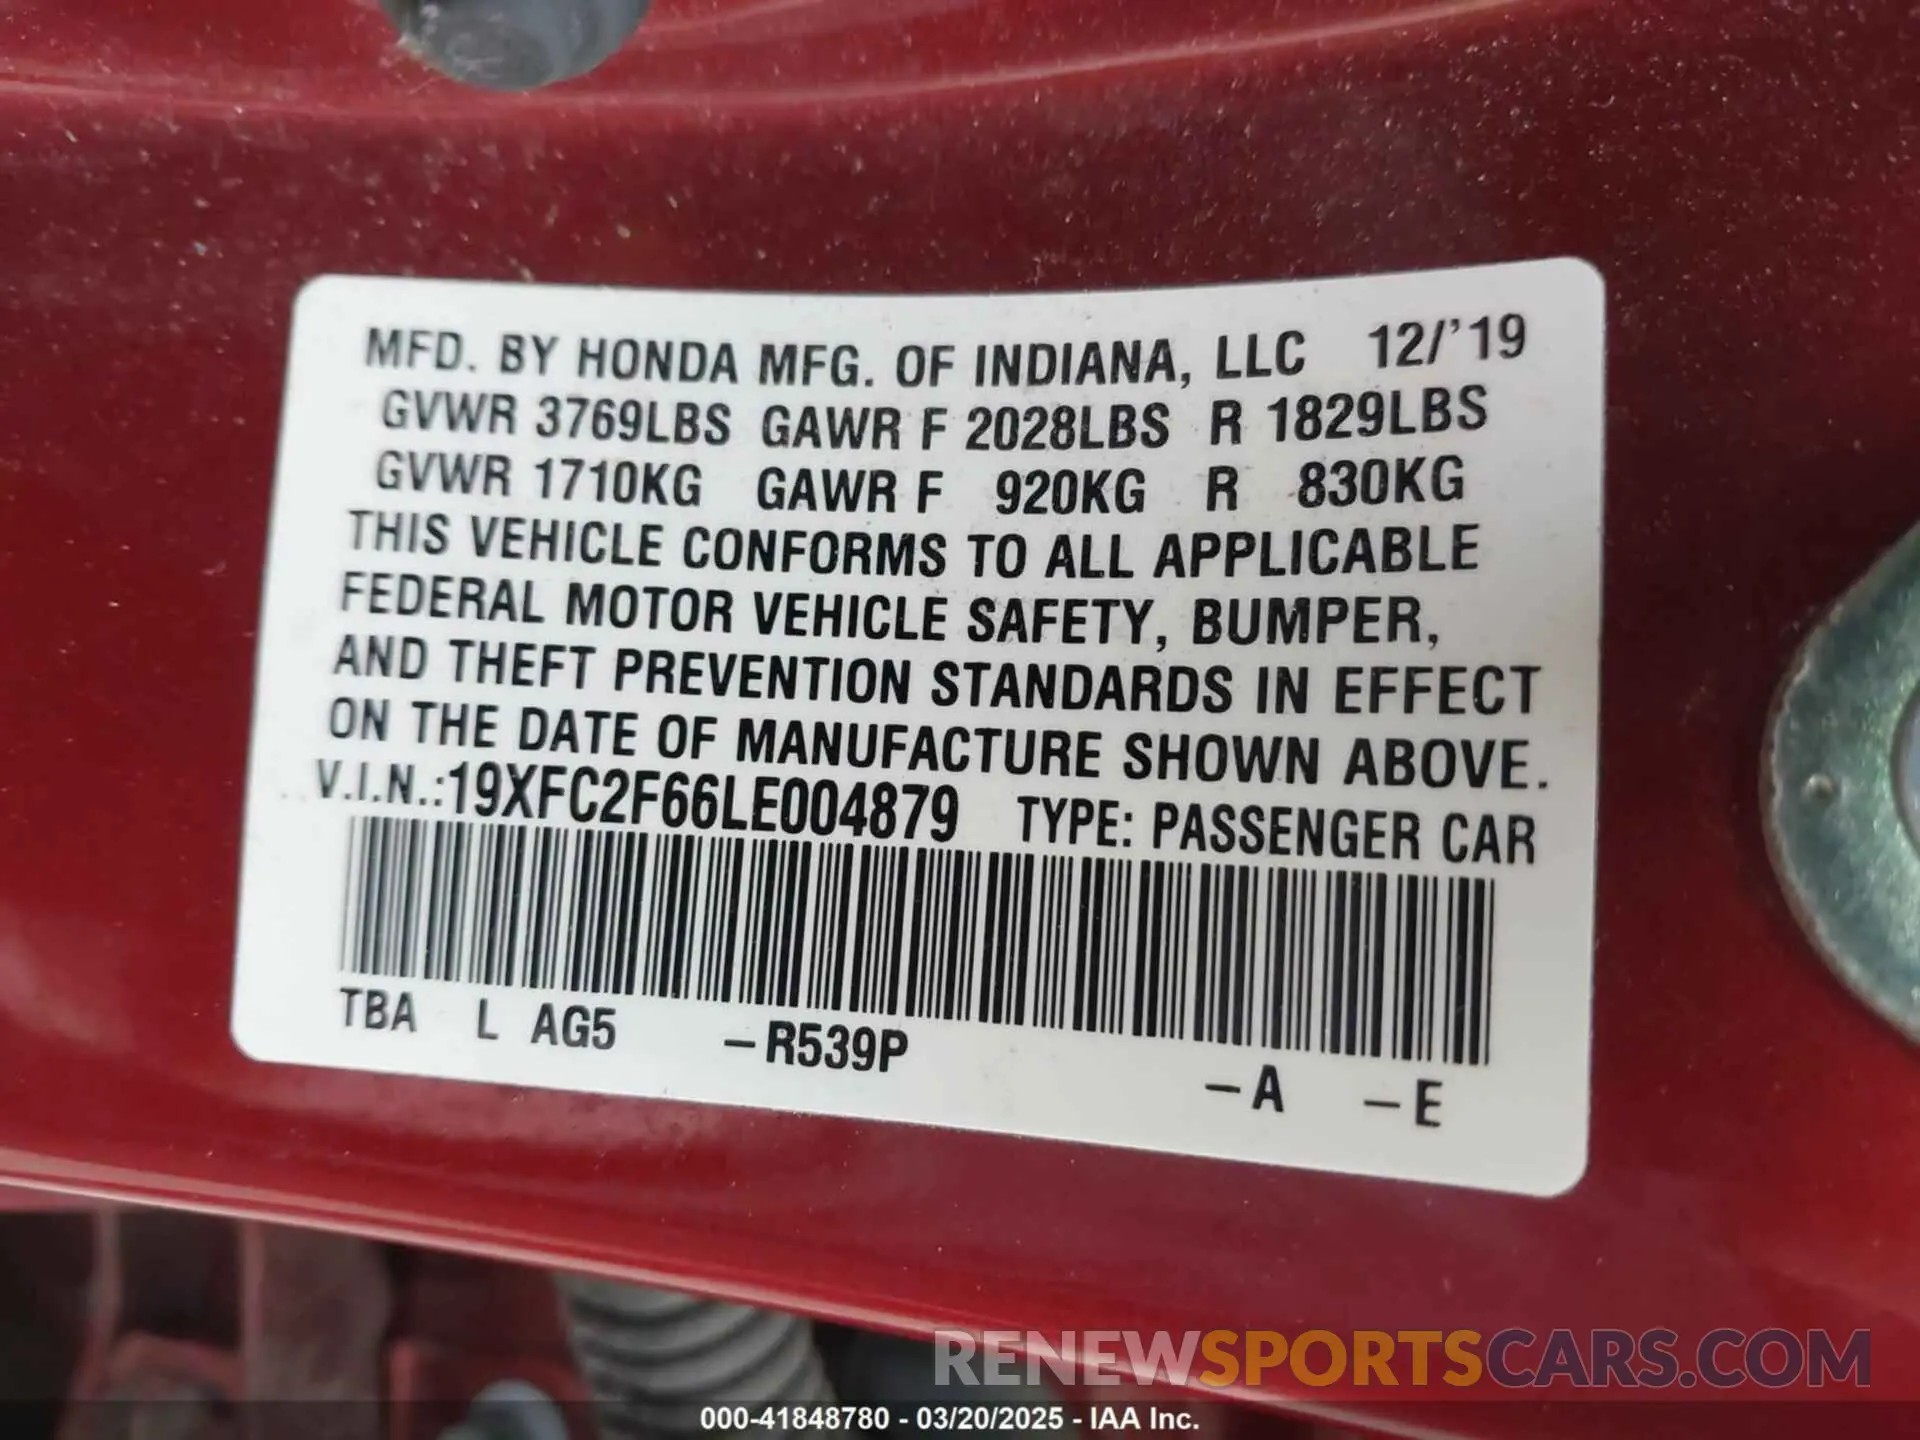 MFD. BY HONDA MFG. OF INDIANA, LLC 12/'19
GVWR 3769LBS GAWR F 2028LBS R 1829LBS
GVWR 1710KG GAWR F 920KG R 830KG
THIS VEHICLE CONFORMS TO ALL APPLICABLE
FEDERAL MOTOR VEHICLE SAFETY, BUMPER,
AND THEFT PREVENTION STANDARDS IN EFFECT
ON THE DATE OF MANUFACTURE SHOWN ABOVE.
V.I.N.:19XFC2F66LE004879 TYPE: PASSENGER CAR
TBA L AG5 –R539P –A –E
RENEWSPORTSCARS.COM
000-41848780 - 03/20/2025 - IAA Inc.